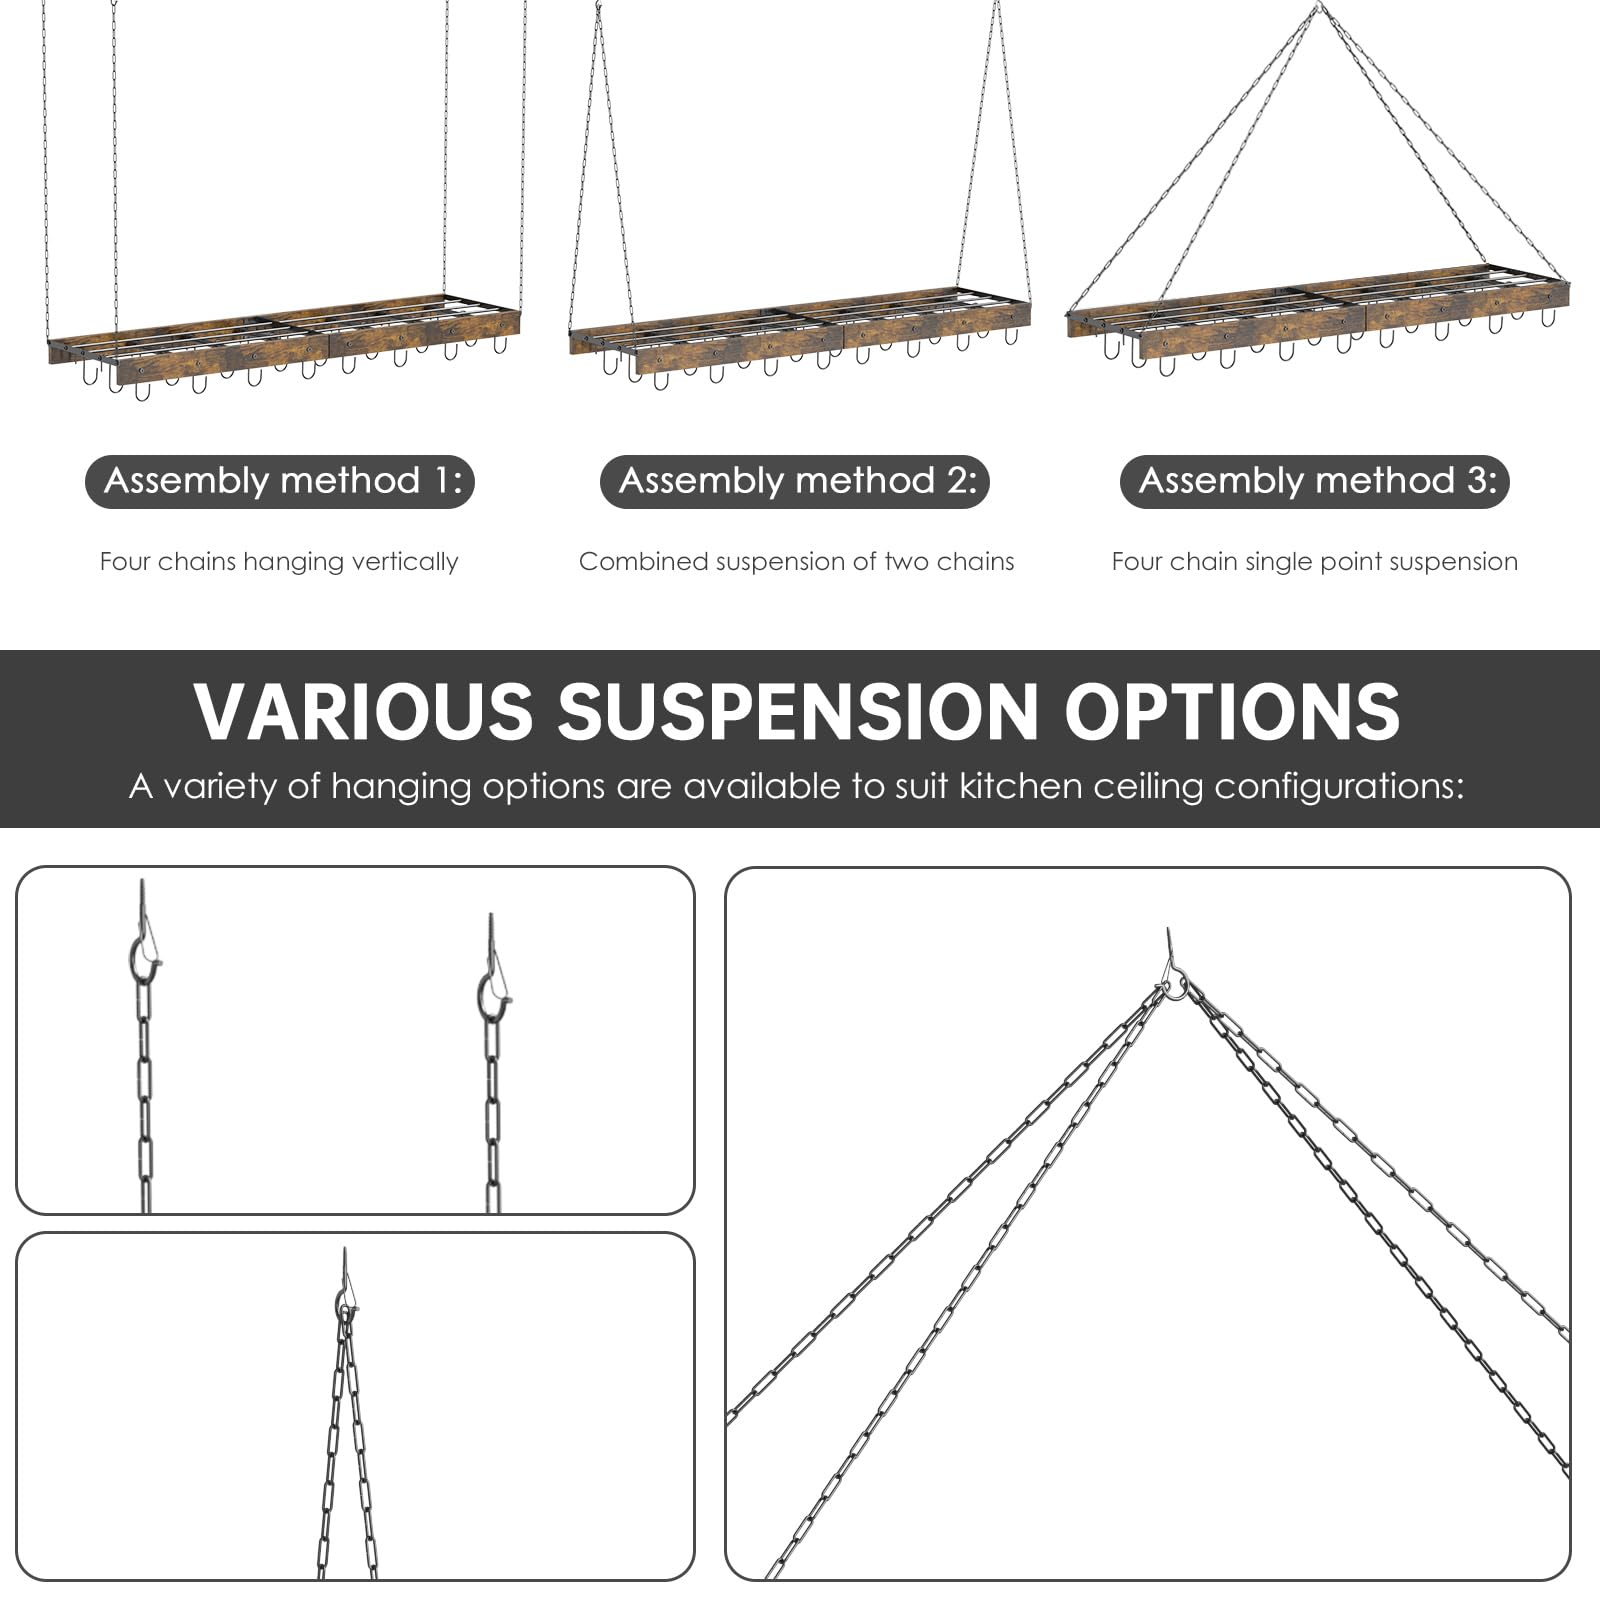 Assembly method 1:
Assembly method 2:
Assembly method 3:
Four chains hanging vertically
Combined suspension of two chains
Four chain single point suspension
VARIOUS SUSPENSION OPTIONS
A variety of hanging options are available to suit kitchen ceiling configurations: